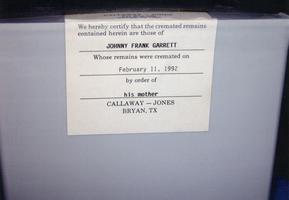 We hereby certify that the cremated remains
contained herein are those of
JOHNNY FRANK GARRETT
Whose remains were cremated on
February 11, 1992
by order of
his mother
CALLAWAY — JONES
BRYAN, TX